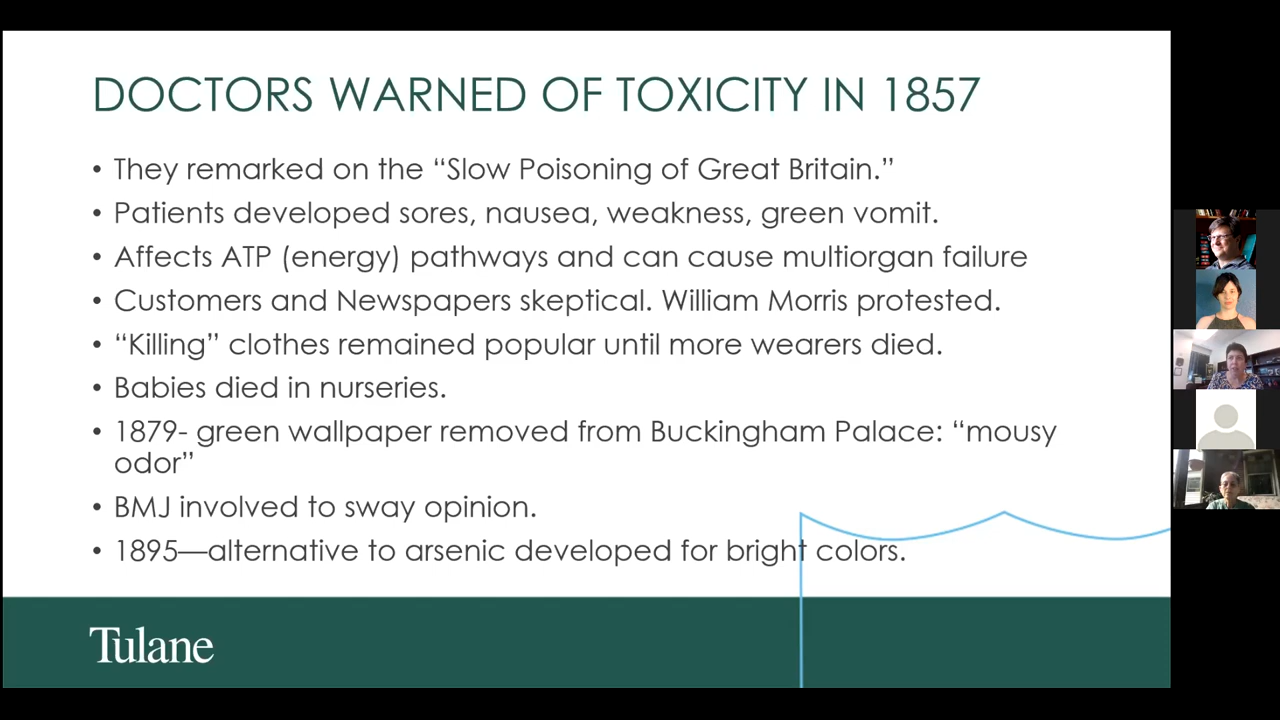 DOCTORS WARNED OF TOXICITY IN 1857
• They remarked on the “Slow Poisoning of Great Britain.”
• Patients developed sores, nausea, weakness, green vomit.
• Affects ATP (energy) pathways and can cause multiorgan failure
• Customers and Newspapers skeptical. William Morris protested.
• “Killing” clothes remained popular until more wearers died.
• Babies died in nurseries.
• 1879- green wallpaper removed from Buckingham Palace: “mousy
odor”
• BMJ involved to sway opinion.
• 1895—alternative to arsenic developed for bright colors.
Tulane